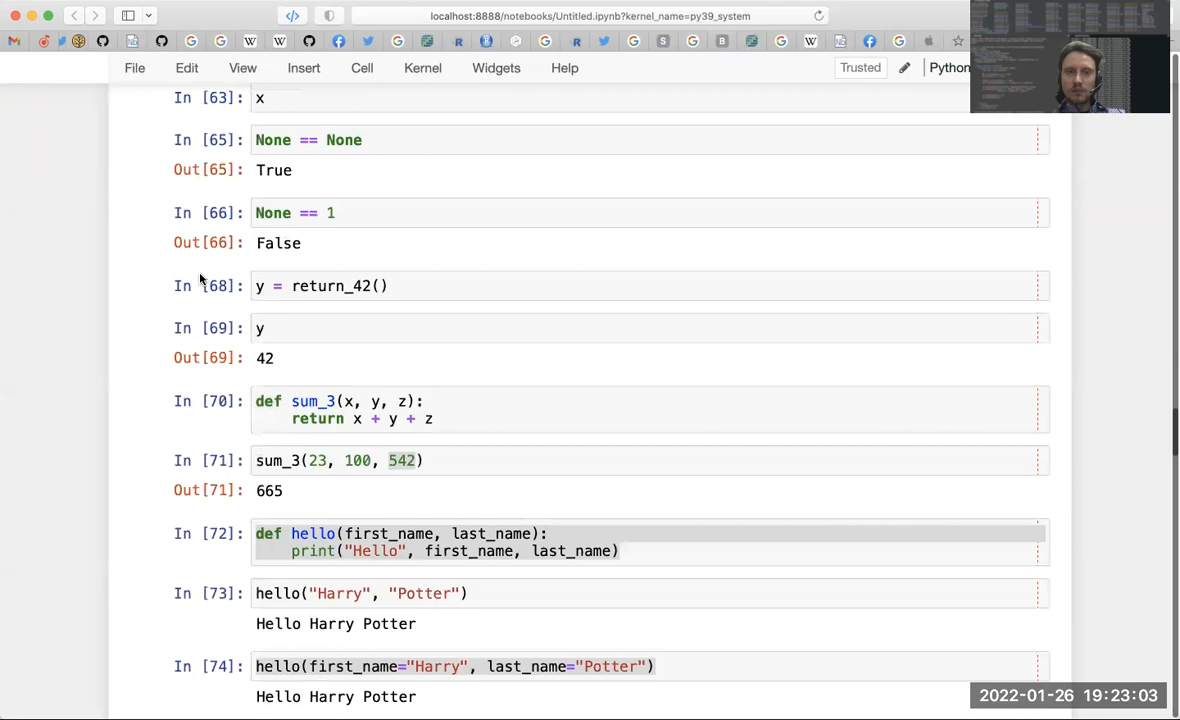 localhost:8888/notebooks/Untitled.ipynb?kernel_name=py39_system
File Edit View Insert Cell Kernel Widgets Help Trusted Python
In [63]: x
In [65]: None == None
Out[65]: True
In [66]: None == 1
Out[66]: False
In [68]: y = return_42()
In [69]: y
Out[69]: 42
In [70]: def sum_3(x, y, z):
return x + y + z
In [71]: sum_3(23, 100, 542)
Out[71]: 665
In [72]: def hello(first_name, last_name):
print("Hello", first_name, last_name)
In [73]: hello("Harry", "Potter")
Hello Harry Potter
In [74]: hello(first_name="Harry", last_name="Potter")
Hello Harry Potter
2022-01-26 19:23:03